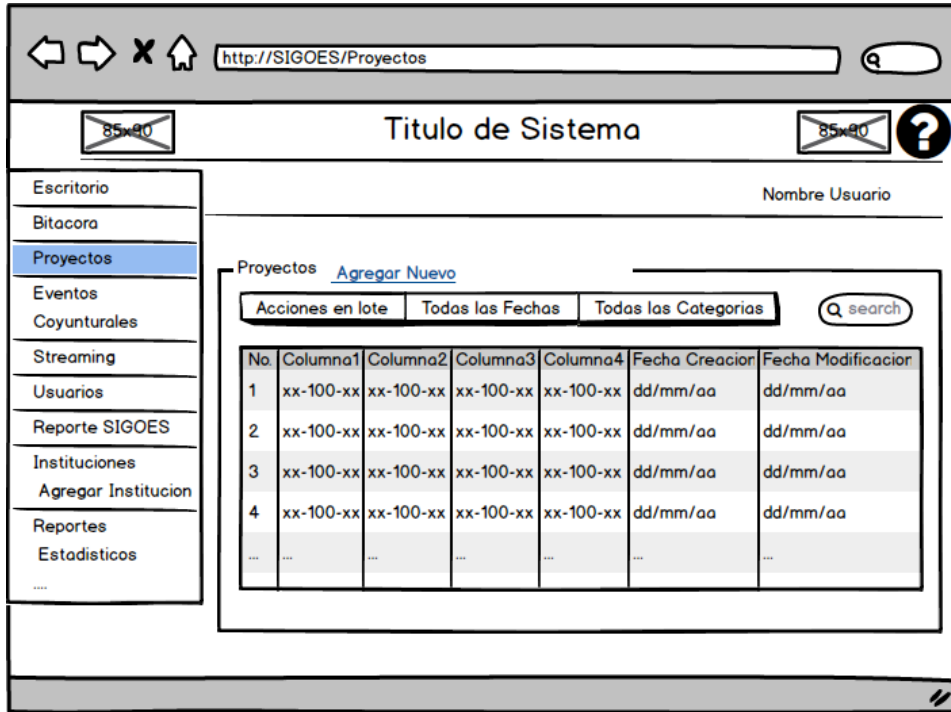 http://SIGOES/Proyectos
85x90 Titulo de Sistema 85x90 ?
Nombre Usuario
Escritorio
Bitacora
Proyectos
Eventos
Coyunturales
Streaming
Usuarios
Reporte SIGOES
Instituciones
Agregar Institucion
Reportes
Estadisticos
....
Proyectos Agregar Nuevo
Acciones en lote Todas las Fechas Todas las Categorias search
No. Columna1 Columna2 Columna3 Columna4 Fecha Creacion Fecha Modificacion
1 xx-100-xx xx-100-xx xx-100-xx xx-100-xx dd/mm/aa dd/mm/aa
2 xx-100-xx xx-100-xx xx-100-xx xx-100-xx dd/mm/aa dd/mm/aa
3 xx-100-xx xx-100-xx xx-100-xx xx-100-xx dd/mm/aa dd/mm/aa
4 xx-100-xx xx-100-xx xx-100-xx xx-100-xx dd/mm/aa dd/mm/aa
... ... ... ... ... ... ...